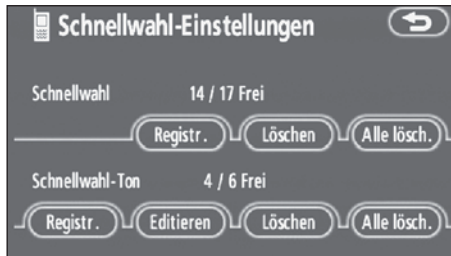 Schnellwahl-Einstellungen
Schnellwahl 14 / 17 Frei
Registr. Löschen Alle lösch.
Schnellwahl-Ton 4 / 6 Frei
Registr. Editieren Löschen Alle lösch.